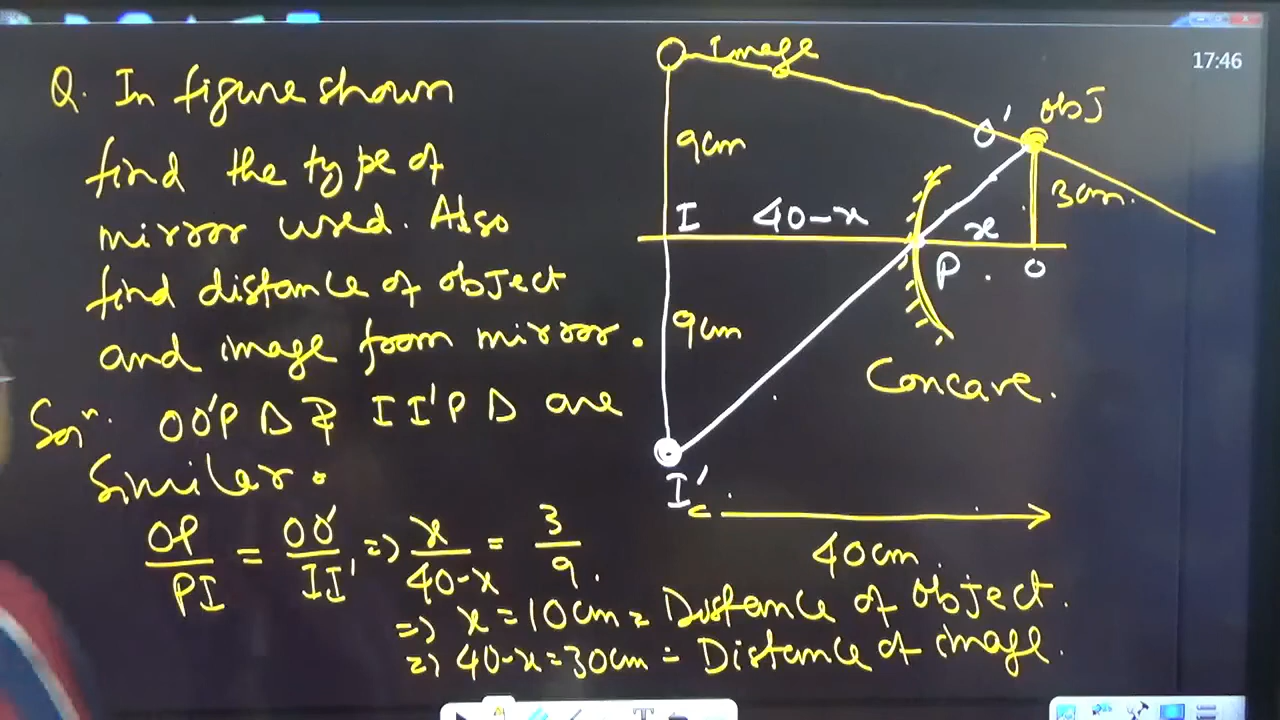 17:46
Q. In figure shown
find the type of
mirror used. Also
find distance of object
and image from mirror.
Soln. OO'P Δ & II'P Δ are
Similar.
OP/PI = OO'/II' => x/40-x = 3/9.
=> x = 10cm = Distance of object.
=> 40-x = 30cm = Distance of image.
Image
obJ
O'
9cm
3cm.
I
40-x
x
P
O
9cm
Concave.
I'
40cm